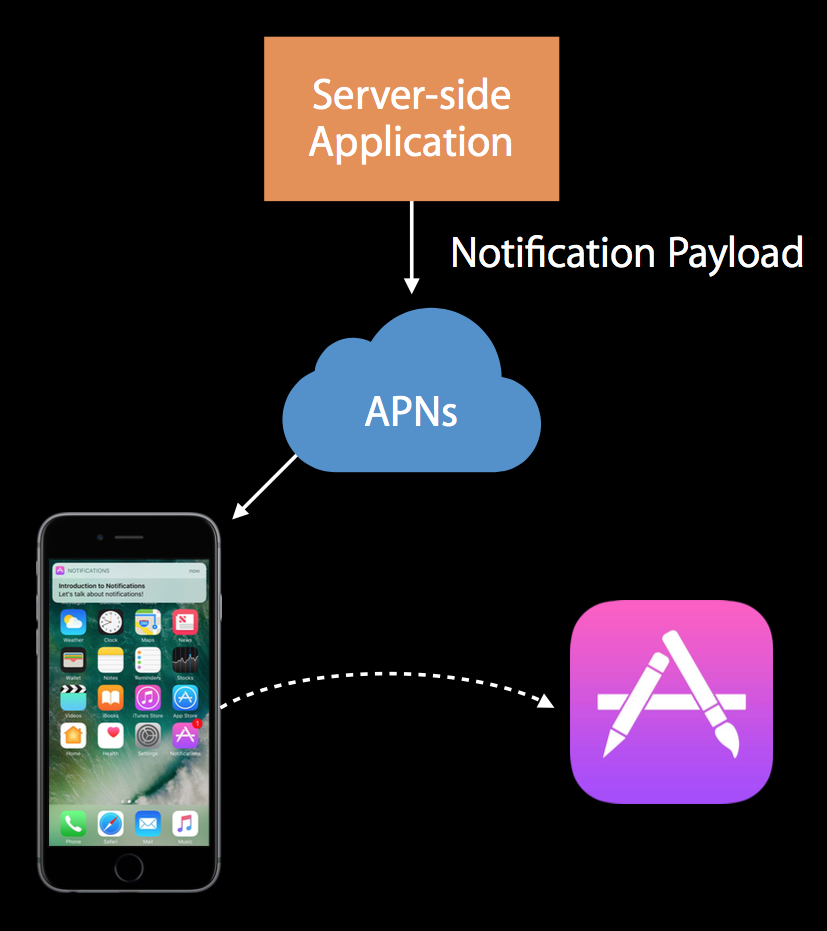 Server-side
Application
Notification Payload
APNs
NOTIFICATIONS
now
Introduction to Notifications
Let's talk about notifications!
Weather
Clock
Maps
News
Wallet
Notes
Reminders
Stocks
Videos
iBooks
iTunes Store
App Store
1
Home
Health
Settings
Notifications
Phone
Safari
Mail
Music